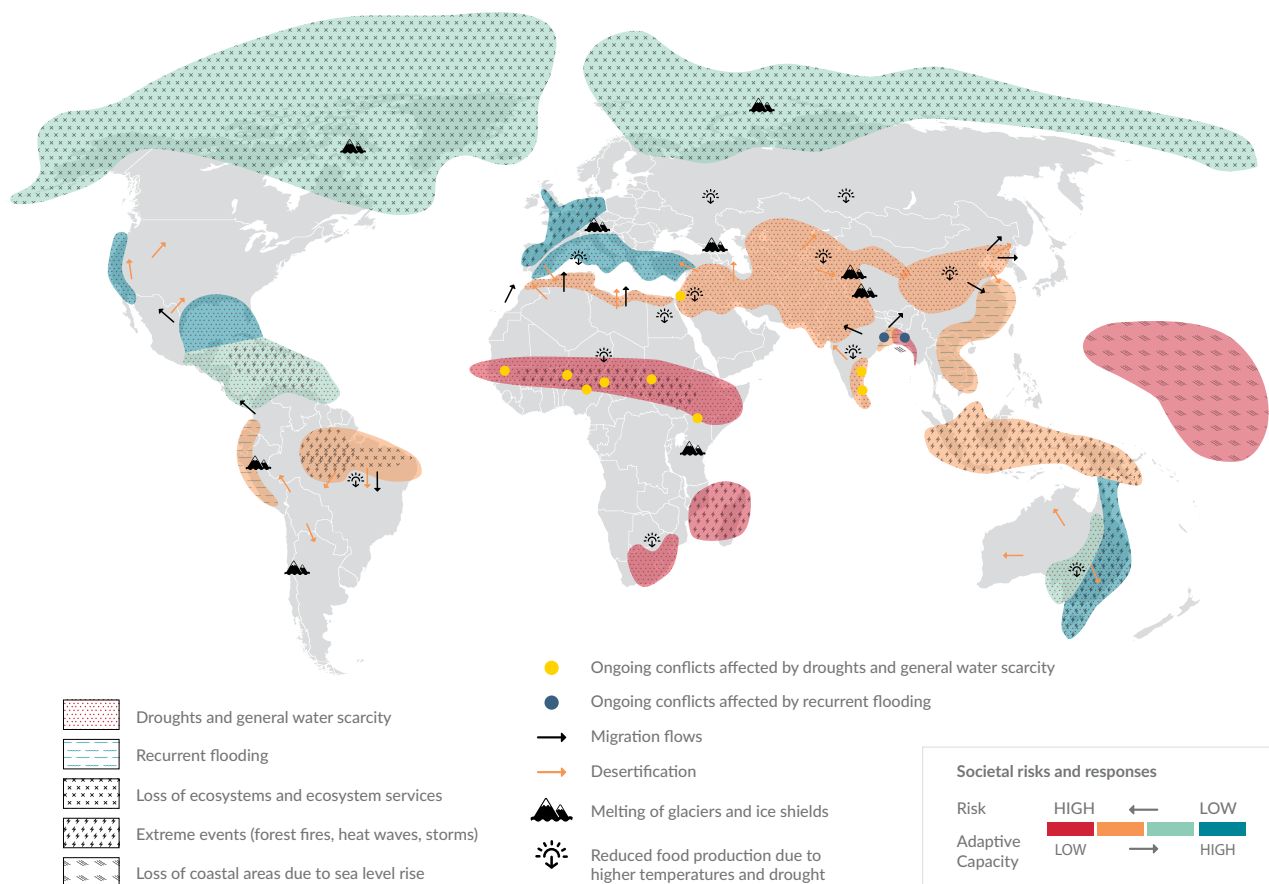 Droughts and general water scarcity
Recurrent flooding
Loss of ecosystems and ecosystem services
Extreme events (forest fires, heat waves, storms)
Loss of coastal areas due to sea level rise
Ongoing conflicts affected by droughts and general water scarcity
Ongoing conflicts affected by recurrent flooding
Migration flows
Desertification
Melting of glaciers and ice shields
Reduced food production due to
higher temperatures and drought
Societal risks and responses
Risk HIGH LOW
Adaptive
Capacity
LOW HIGH